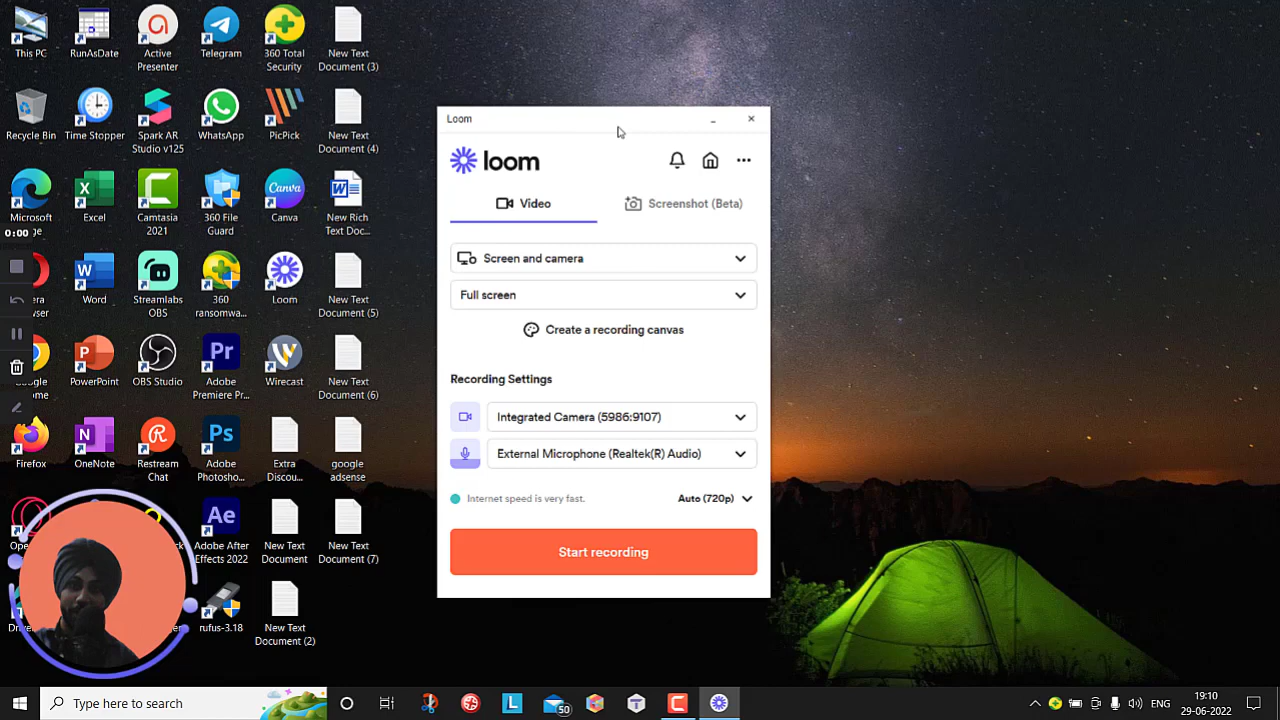 This PC
RunAsDate
Active
Presenter
Telegram
360 Total
Security
New Text
Document (3)
Recycle Bin
Time Stopper
Spark AR
Studio v125
WhatsApp
PicPick
New Text
Document (4)
Microsoft
Excel
Camtasia
2021
360 File
Guard
Canva
New Rich
Text Doc...
0:00
Word
Streamlabs
OBS
360
ransomwa...
Loom
New Text
Document (5)
PowerPoint
OBS Studio
Adobe
Premiere Pr...
Wirecast
New Text
Document (6)
Firefox
OneNote
Restream
Chat
Adobe
Photosho...
Extra
Discou...
google
adsense
Adobe After
Effects 2022
New Text
Document
New Text
Document (7)
rufus-3.18
New Text
Document (2)
Loom
loom
Video
Screenshot (Beta)
Screen and camera
Full screen
Create a recording canvas
Recording Settings
Integrated Camera (5986:9107)
External Microphone (Realtek(R) Audio)
Internet speed is very fast.
Auto (720p)
Start recording
Type here to search
50
ENG
19:10
29-06-2022